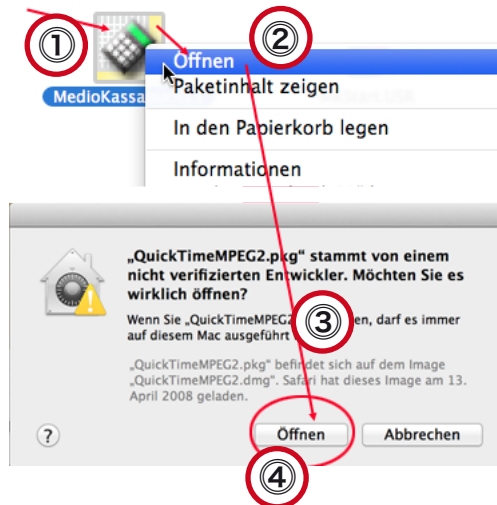 ①
②
Öffnen
Paketinhalt zeigen
MedioKassa
In den Papierkorb legen
Informationen
„QuickTimeMPEG2.pkg“ stammt von einem
nicht verifizierten Entwickler. Möchten Sie es
wirklich öffnen?
③
Wenn Sie „QuickTimeMPEG2 en, darf es immer
auf diesem Mac ausgeführt
„QuickTimeMPEG2.pkg“ befindet sich auf dem Image
„QuickTimeMPEG2.dmg“. Safari hat dieses Image am 13.
April 2008 geladen.
?
Öffnen
Abbrechen
④